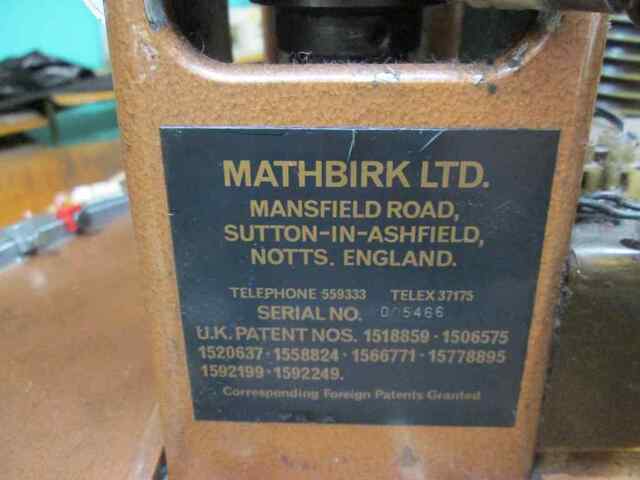 MATHBIRK LTD.
MANSFIELD ROAD,
SUTTON-IN-ASHFIELD,
NOTTS. ENGLAND.
TELEPHONE 559333 TELEX 37175
SERIAL NO.
U.K. PATENT NOS. 1518859 · 1506575
1520637 · 1558824 · 1566771 · 15778895
1592199 · 1592249.
Corresponding Foreign Patents Granted